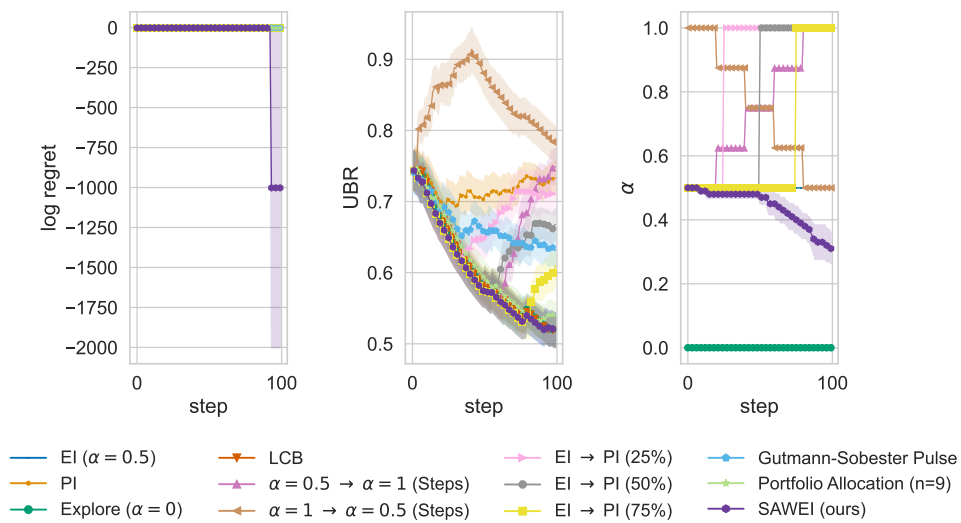 0
−250
−500
−750
−1000
−1250
−1500
−1750
−2000
log regret
0 100
step
0.9
0.8
0.7
0.6
0.5
UBR
0 100
step
1.0
0.8
0.6
0.4
0.2
0.0
α
0 100
step
EI (α = 0.5)
PI
Explore (α = 0)
LCB
α = 0.5 → α = 1 (Steps)
α = 1 → α = 0.5 (Steps)
EI → PI (25%)
EI → PI (50%)
EI → PI (75%)
Gutmann-Sobester Pulse
Portfolio Allocation (n=9)
SAWEI (ours)